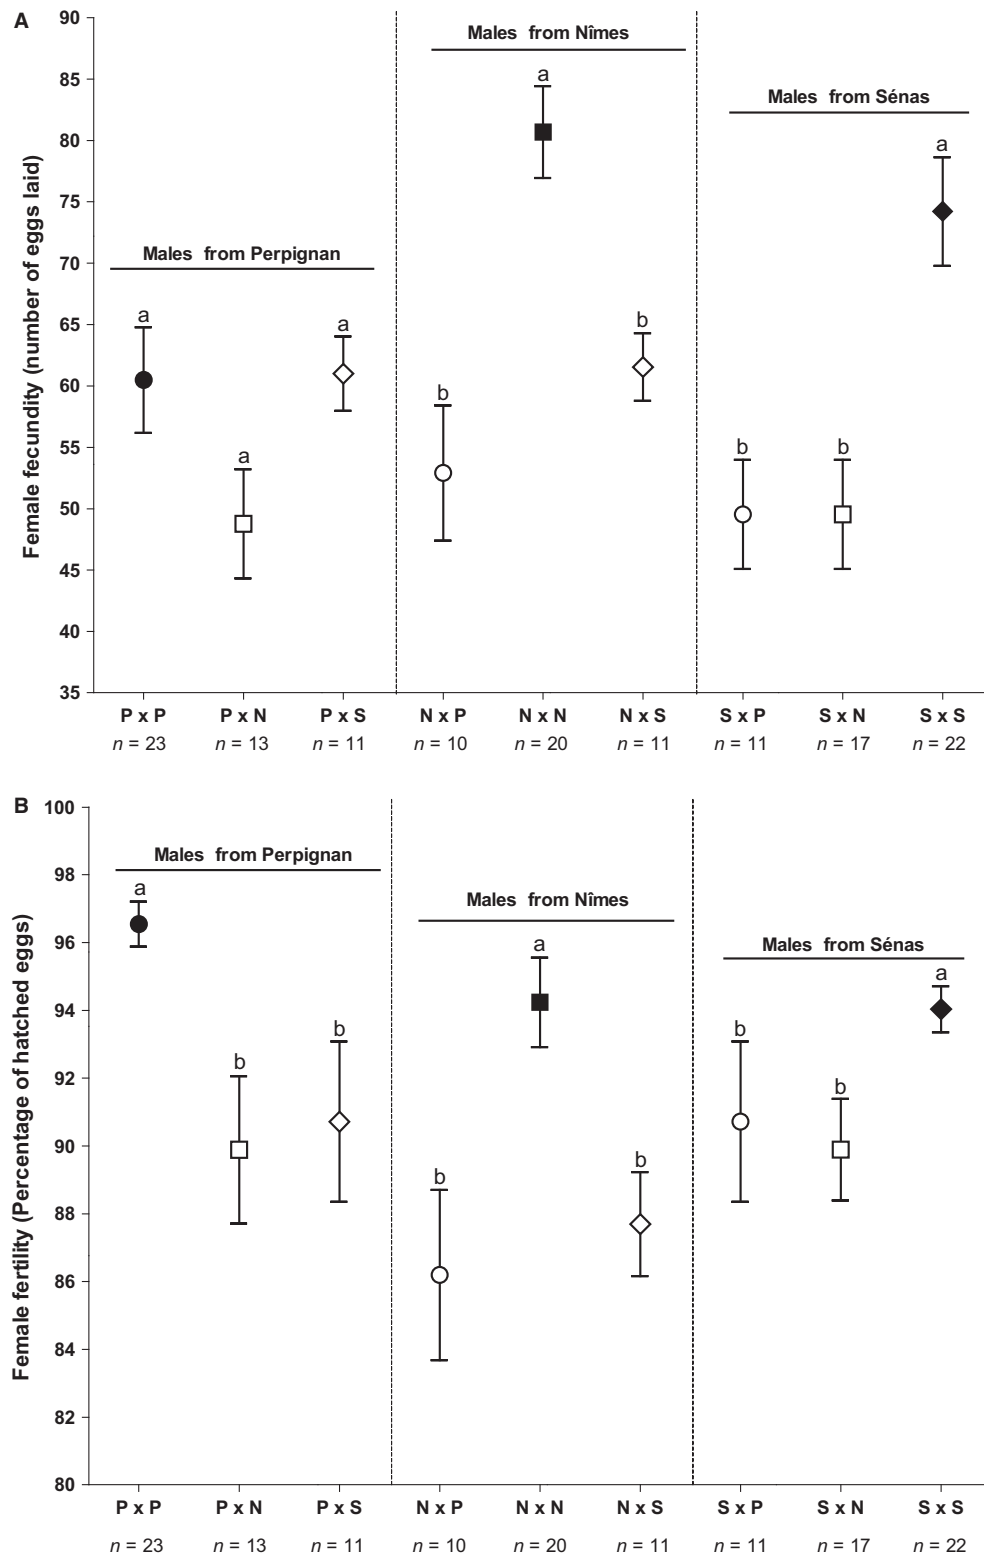 A
Female fecundity (number of eggs laid)
90
85
80
75
70
65
60
55
50
45
40
35
Males from Perpignan
Males from Nîmes
Males from Sénas
a
a
a
b
a
b
b
b
a
P x P P x N P x S N x P N x N N x S S x P S x N S x S
n = 23 n = 13 n = 11 n = 10 n = 20 n = 11 n = 11 n = 17 n = 22
B
Female fertility (Percentage of hatched eggs)
100
98
96
94
92
90
88
86
84
82
80
Males from Perpignan
Males from Nîmes
Males from Sénas
a
b
b
b
a
b
b
b
a
P x P P x N P x S N x P N x N N x S S x P S x N S x S
n = 23 n = 13 n = 11 n = 10 n = 20 n = 11 n = 11 n = 17 n = 22